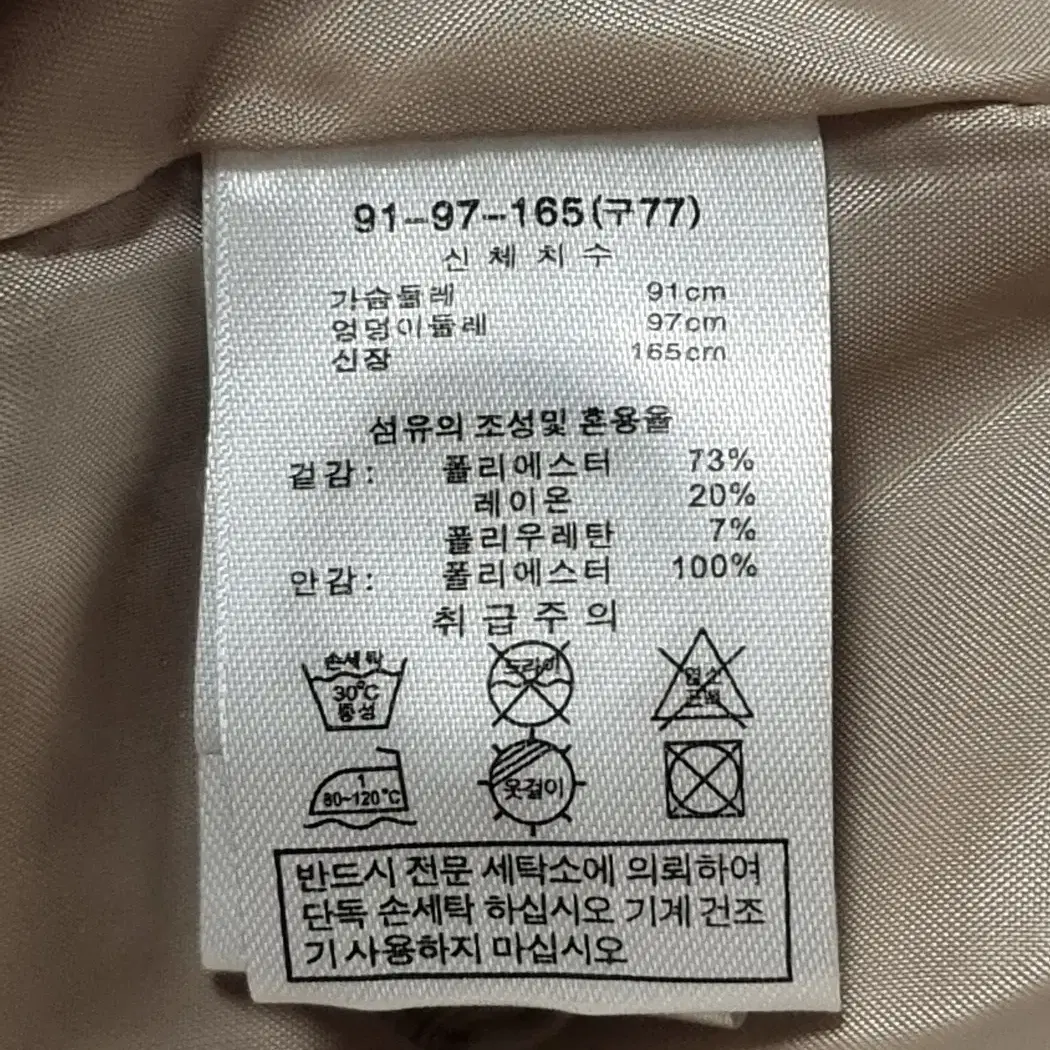 91-97-165(구77)
신체치수
가슴둘레 91cm
엉덩이둘레 97cm
신장 165cm
섬유의 조성및 혼용율
겉감: 폴리에스터 73%
레이온 20%
폴리우레탄 7%
안감: 폴리에스터 100%
취급주의
손세탁 30℃ 중성
드라이
염소 표백
1 80~120℃
옷걸이
반드시 전문 세탁소에 의뢰하여
단독 손세탁 하십시오 기계 건조
기 사용하지 마십시오